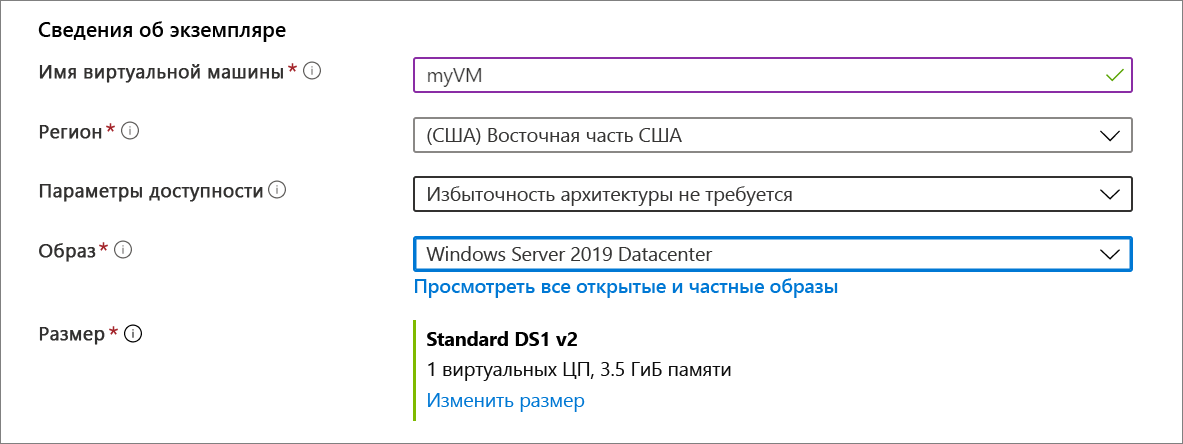 Сведения об экземпляре
Имя виртуальной машины *
myVM
Регион *
(США) Восточная часть США
Параметры доступности
Избыточность архитектуры не требуется
Образ *
Windows Server 2019 Datacenter
Просмотреть все открытые и частные образы
Размер *
Standard DS1 v2
1 виртуальных ЦП, 3.5 ГиБ памяти
Изменить размер